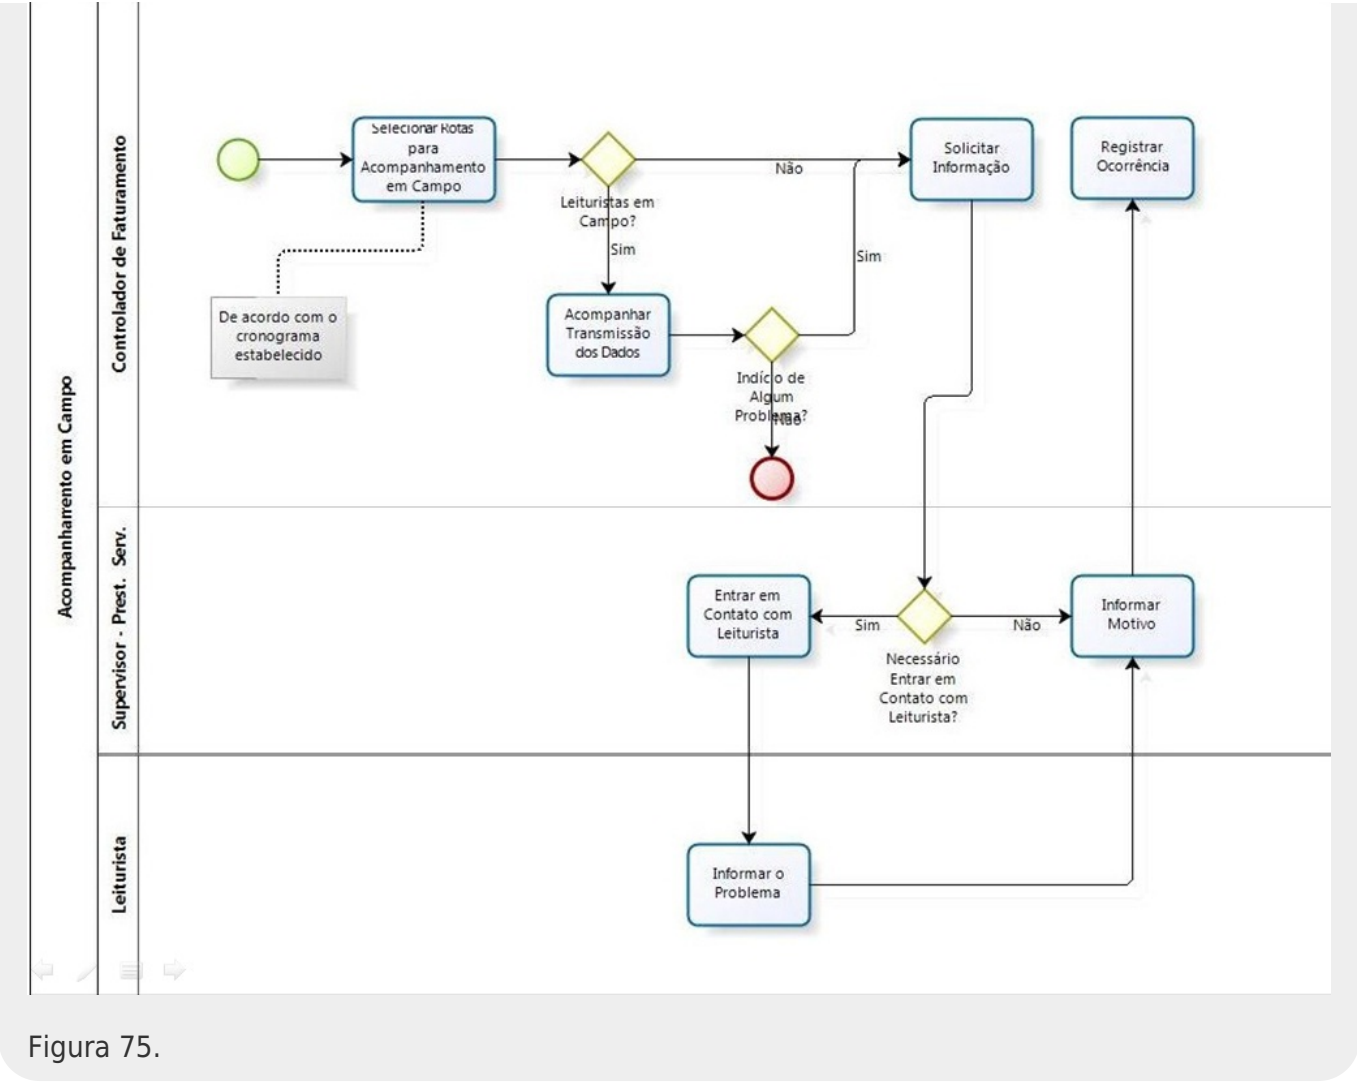 Acompanhamento em Campo
Controlador de Faturamento
Selecionar Rotas
para
Acompanhamento
em Campo
Leituristas em
Campo?
Não
Sim
Solicitar
Informação
Registrar
Ocorrência
De acordo com o
cronograma
estabelecido
Acompanhar
Transmissão
dos Dados
Indício de
Algum
Problema?
Sim
Não
Supervisor - Prest. Serv.
Entrar em
Contato com
Leiturista
Sim
Necessário
Entrar em
Contato com
Leiturista?
Não
Informar
Motivo
Leiturista
Informar o
Problema
Figura 75.